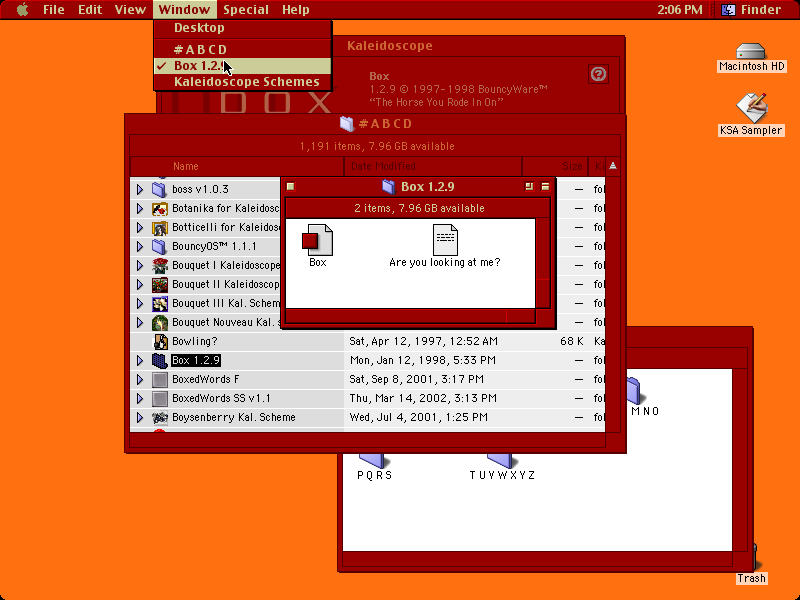 File Edit View Window Special Help 2:06 PM Finder
Desktop
#ABCD
✓ Box 1.2.9
Kaleidoscope Schemes
Kaleidoscope
Box
1.2.9 © 1997-1998 BouncyWare™
“The Horse You Rode In On”
BOX
Macintosh HD
KSA Sampler
#ABCD
1,191 items, 7.96 GB available
Name Date Modified Size K
boss v1.0.3 — fol
Botanika for Kaleidosc — fol
Botticelli for Kaleidos — fol
BouncyOS™ 1.1.1 — fol
Bouquet I Kaleidoscope — fol
Bouquet II Kaleidoscop — fol
Bouquet III Kal. Schem — fol
Bouquet Nouveau Kal. s — fol
Bowling? Sat, Apr 12, 1997, 12:52 AM 68 K Ka
Box 1.2.9 Mon, Jan 12, 1998, 5:33 PM — fol
BoxedWords F Sat, Sep 8, 2001, 3:17 PM — fol
BoxedWords SS v1.1 Thu, Mar 14, 2002, 3:13 PM — fol
Boysenberry Kal. Scheme Wed, Jul 4, 2001, 1:25 PM — fol
Box 1.2.9
2 items, 7.96 GB available
Box
Are you looking at me?
MNO
PQRS
TUVWXYZ
Trash